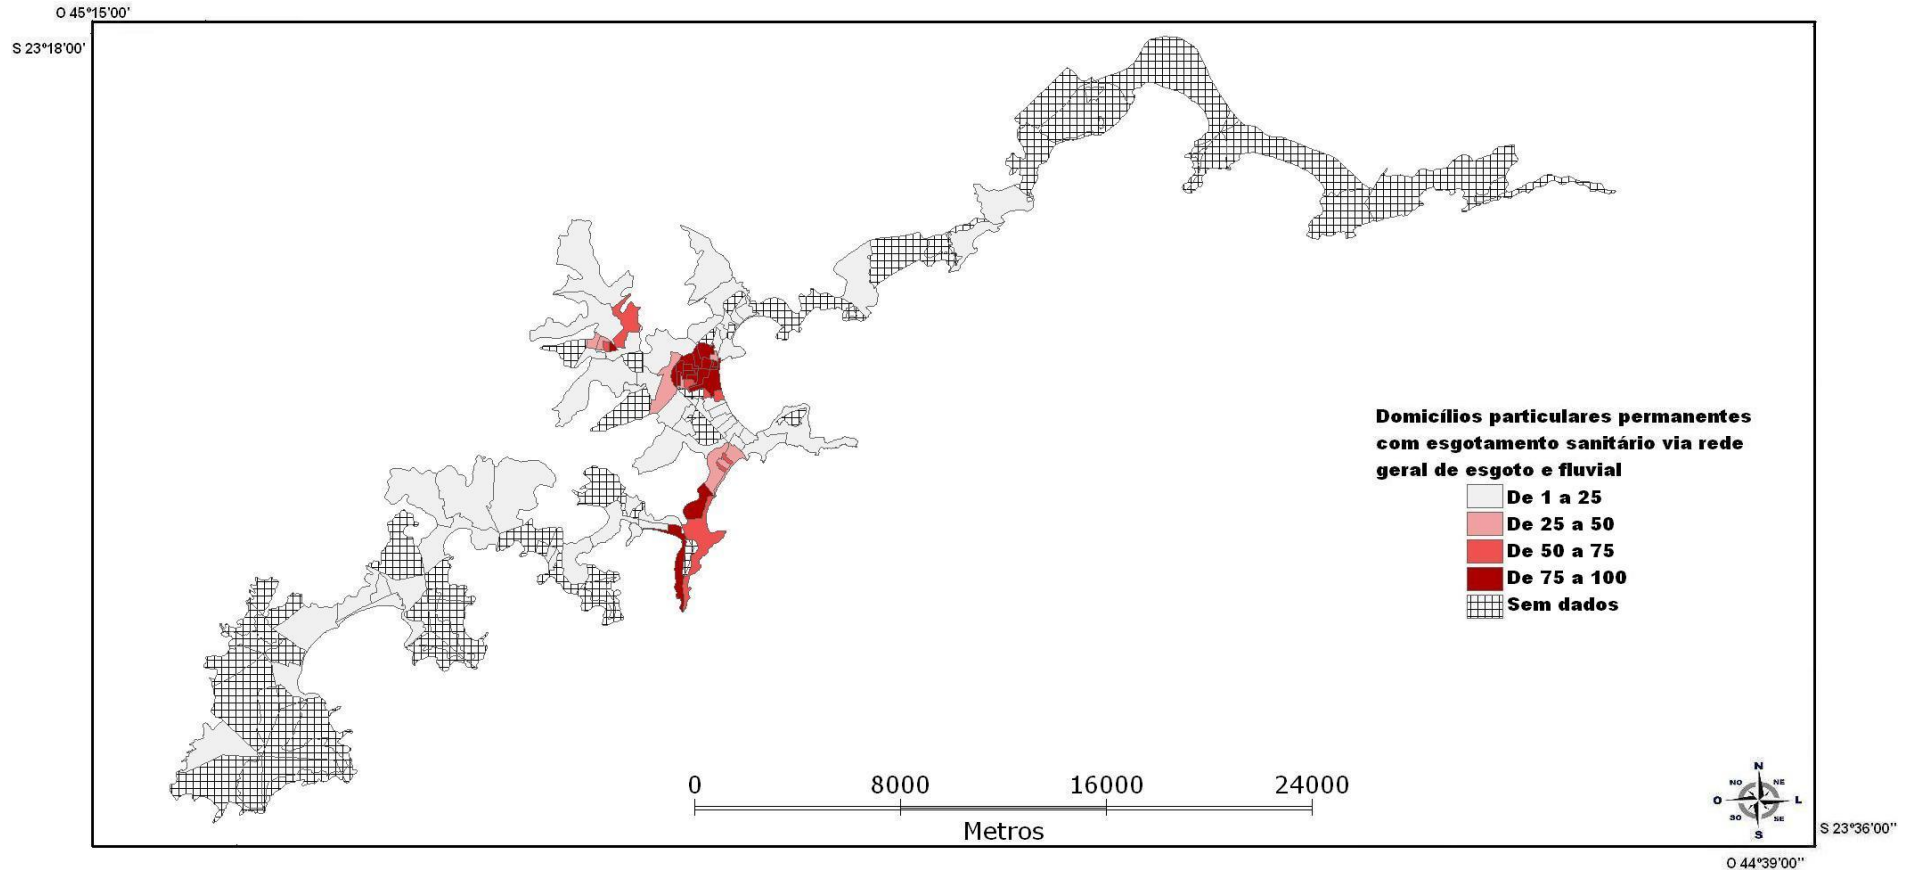 O 45°15'00'
S 23°18'00'
Domicílios particulares permanentes
com esgotamento sanitário via rede
geral de esgoto e fluvial
De 1 a 25
De 25 a 50
De 50 a 75
De 75 a 100
Sem dados
0 8000 16000 24000
Metros
N
NO NE
O L
SO SE
S
S 23°36'00"
O 44°39'00"